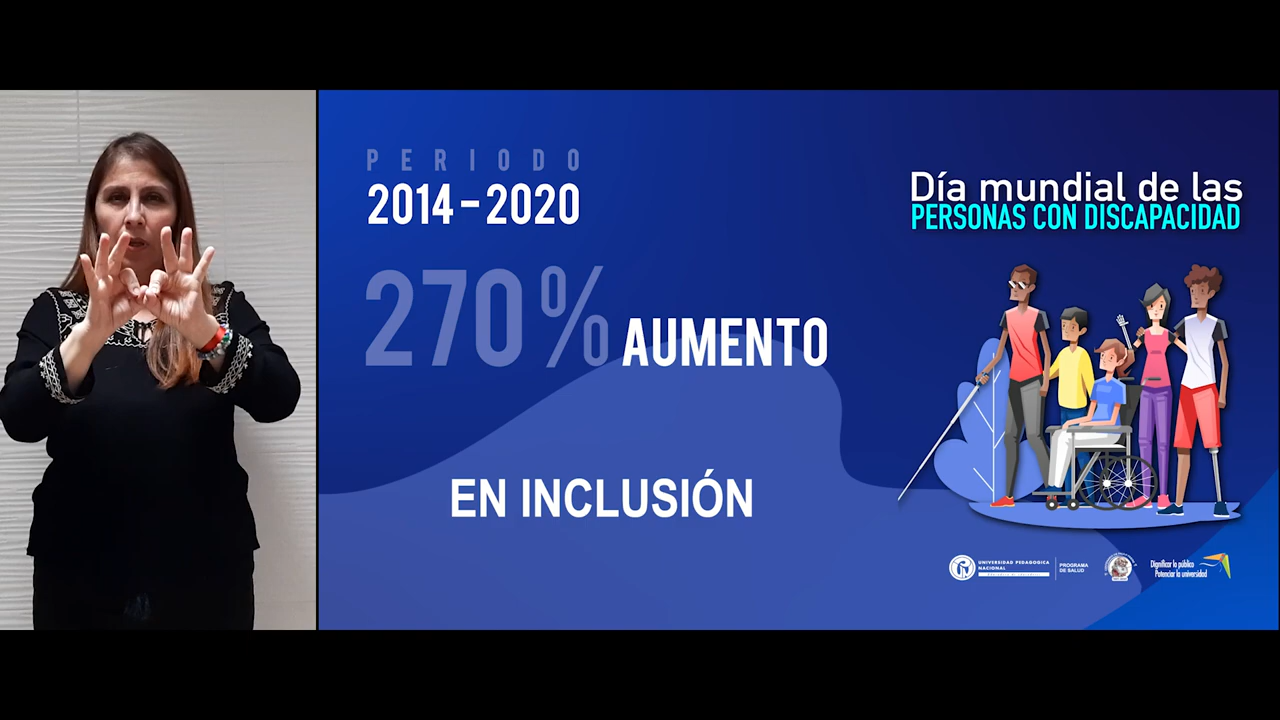 PERIODO
2014-2020
270% AUMENTO
EN INCLUSIÓN
Día mundial de las
PERSONAS CON DISCAPACIDAD
UNIVERSIDAD PEDAGOGICA
NACIONAL
PROGRAMA
DE SALUD
Dignificar lo público
Potenciar la universidad